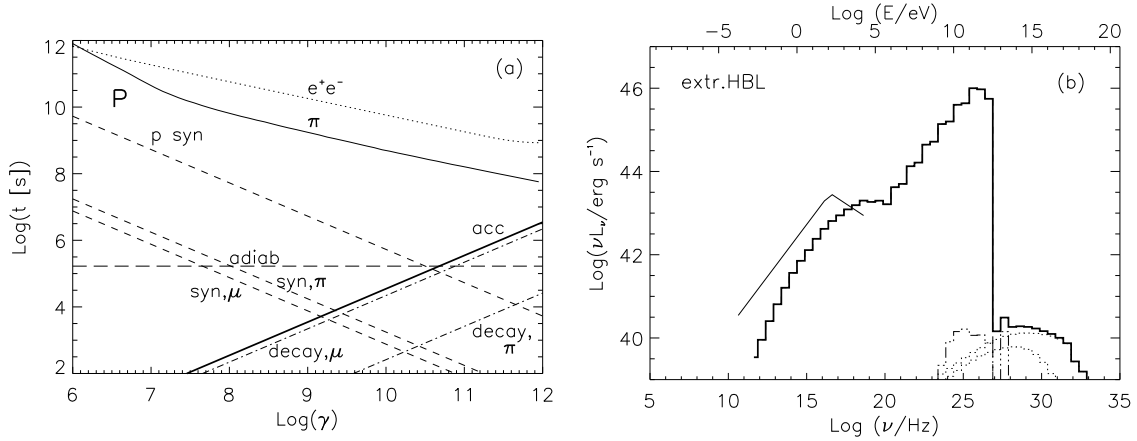 (a)
12
10
8
6
4
2
Log(t [s])
P
e⁺e⁻
π
p syn
acc
adiab
syn,π
syn,μ
decay,μ
decay,
π
6 7 8 9 10 11 12
Log(γ)
Log (E/eV)
−5 0 5 10 15 20
extr.HBL
(b)
46
44
42
40
Log(νLᵥ/erg s⁻¹)
5 10 15 20 25 30 35
Log (ν/Hz)